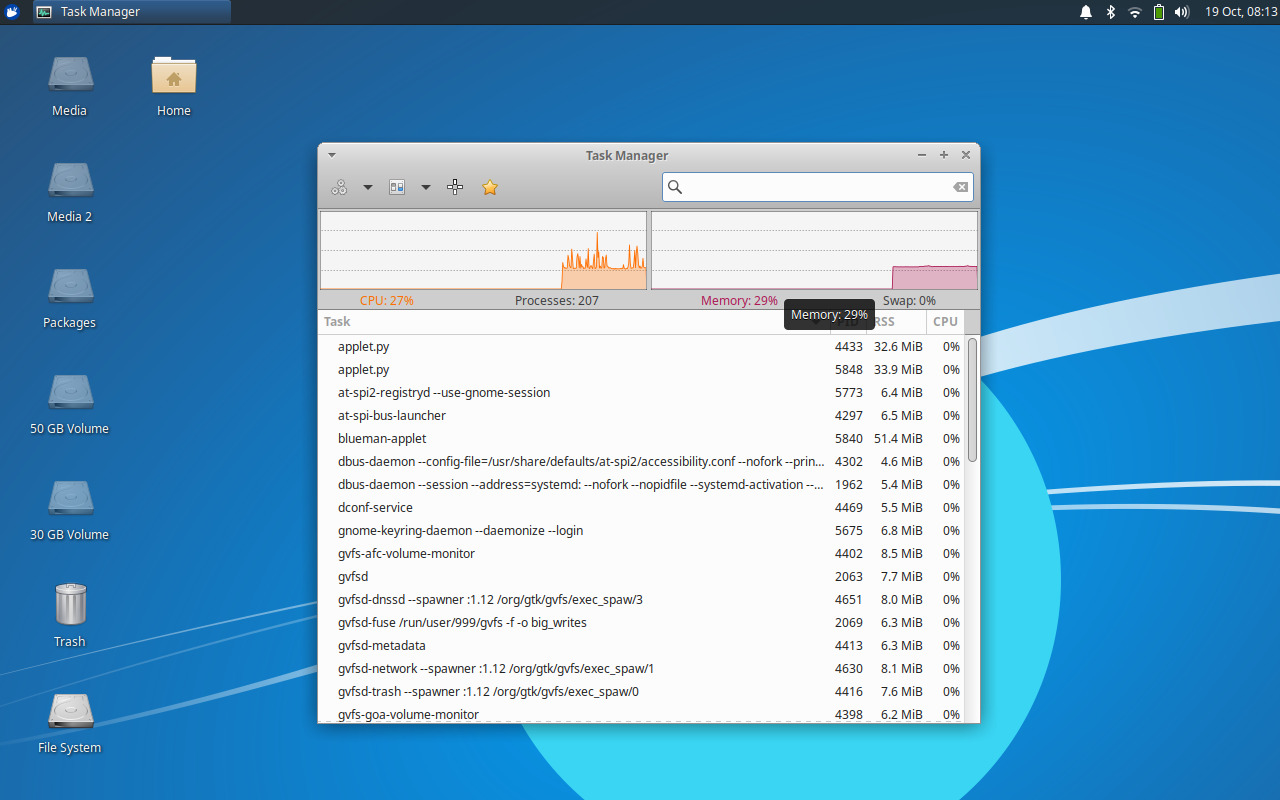 Task Manager
19 Oct, 08:13
Media
Home
Media 2
Packages
50 GB Volume
30 GB Volume
Trash
File System
Task Manager
CPU: 27%
Processes: 207
Memory: 29%
Swap: 0%
Memory: 29%
Task RSS CPU
applet.py 4433 32.6 MiB 0%
applet.py 5848 33.9 MiB 0%
at-spi2-registryd --use-gnome-session 5773 6.4 MiB 0%
at-spi-bus-launcher 4297 6.5 MiB 0%
blueman-applet 5840 51.4 MiB 0%
dbus-daemon --config-file=/usr/share/defaults/at-spi2/accessibility.conf --nofork --prin... 4302 4.6 MiB 0%
dbus-daemon --session --address=systemd: --nofork --nopidfile --systemd-activation --... 1962 5.4 MiB 0%
dconf-service 4469 5.5 MiB 0%
gnome-keyring-daemon --daemonize --login 5675 6.8 MiB 0%
gvfs-afc-volume-monitor 4402 8.5 MiB 0%
gvfsd 2063 7.7 MiB 0%
gvfsd-dnssd --spawner :1.12 /org/gtk/gvfs/exec_spaw/3 4651 8.0 MiB 0%
gvfsd-fuse /run/user/999/gvfs -f -o big_writes 2069 6.3 MiB 0%
gvfsd-metadata 4413 6.3 MiB 0%
gvfsd-network --spawner :1.12 /org/gtk/gvfs/exec_spaw/1 4630 8.1 MiB 0%
gvfsd-trash --spawner :1.12 /org/gtk/gvfs/exec_spaw/0 4416 7.6 MiB 0%
gvfs-goa-volume-monitor 4398 6.2 MiB 0%